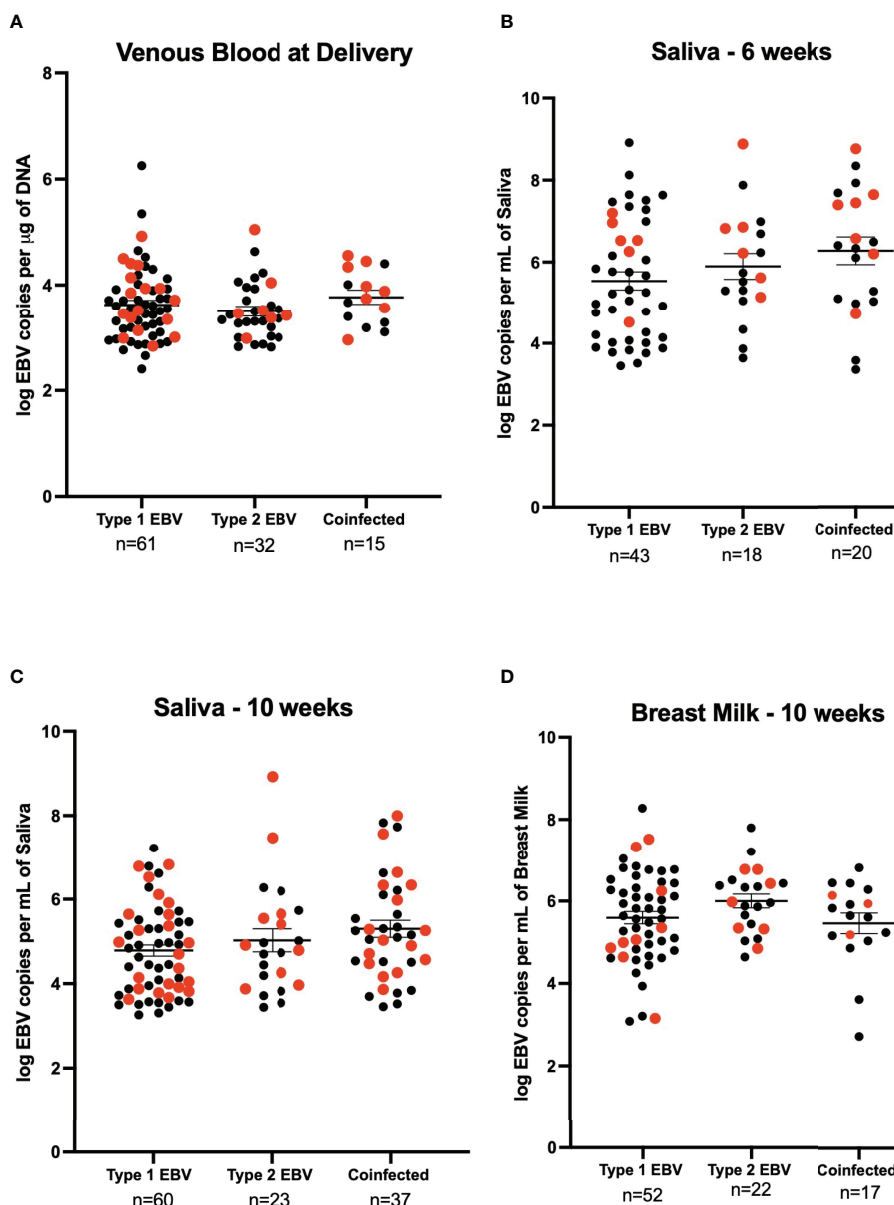 A
Venous Blood at Delivery
log EBV copies per µg of DNA
8
6
4
2
0
Type 1 EBV
Type 2 EBV
Coinfected
n=61
n=32
n=15
B
Saliva - 6 weeks
log EBV copies per mL of Saliva
10
8
6
4
2
0
Type 1 EBV
Type 2 EBV
Coinfected
n=43
n=18
n=20
C
Saliva - 10 weeks
log EBV copies per mL of Saliva
10
8
6
4
2
0
Type 1 EBV
Type 2 EBV
Coinfected
n=60
n=23
n=37
D
Breast Milk - 10 weeks
log EBV copies per mL of Breast Milk
10
8
6
4
2
0
Type 1 EBV
Type 2 EBV
Coinfected
n=52
n=22
n=17